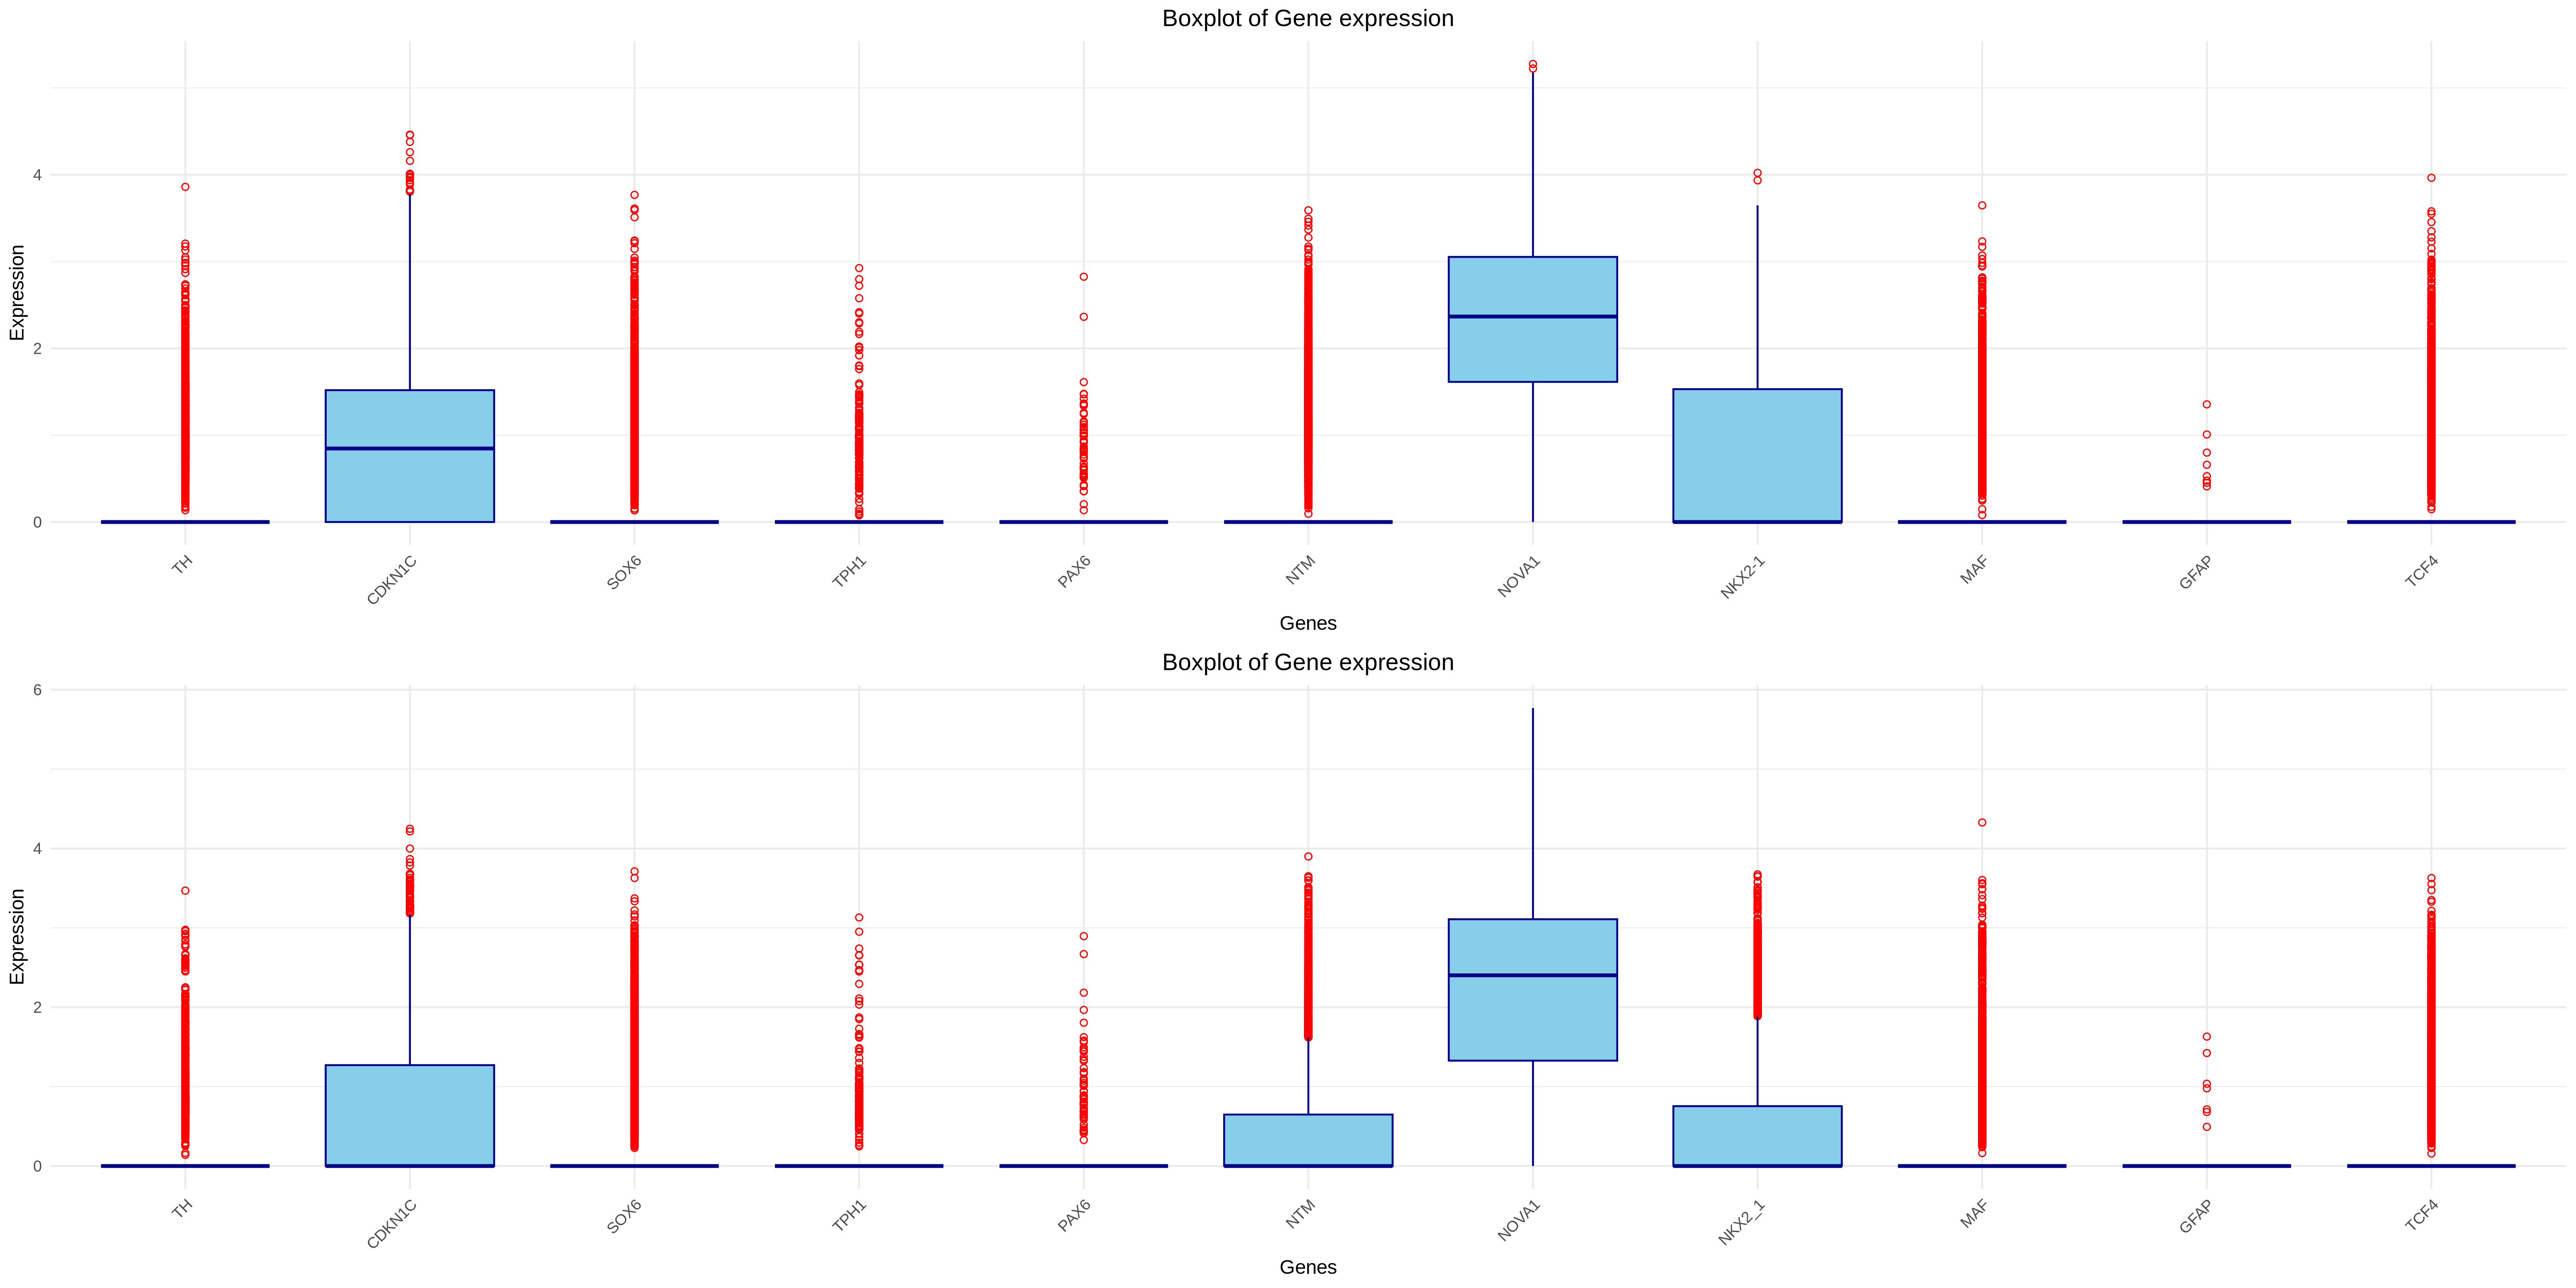 Boxplot of Gene expression
Expression
4
2
0
TH
CDKN1C
SOX6
TPH1
PAX6
NTM
NOVA1
NKX2-1
MAF
GFAP
TCF4
Genes
Boxplot of Gene expression
Expression
6
4
2
0
TH
CDKN1C
SOX6
TPH1
PAX6
NTM
NOVA1
NKX2_1
MAF
GFAP
TCF4
Genes